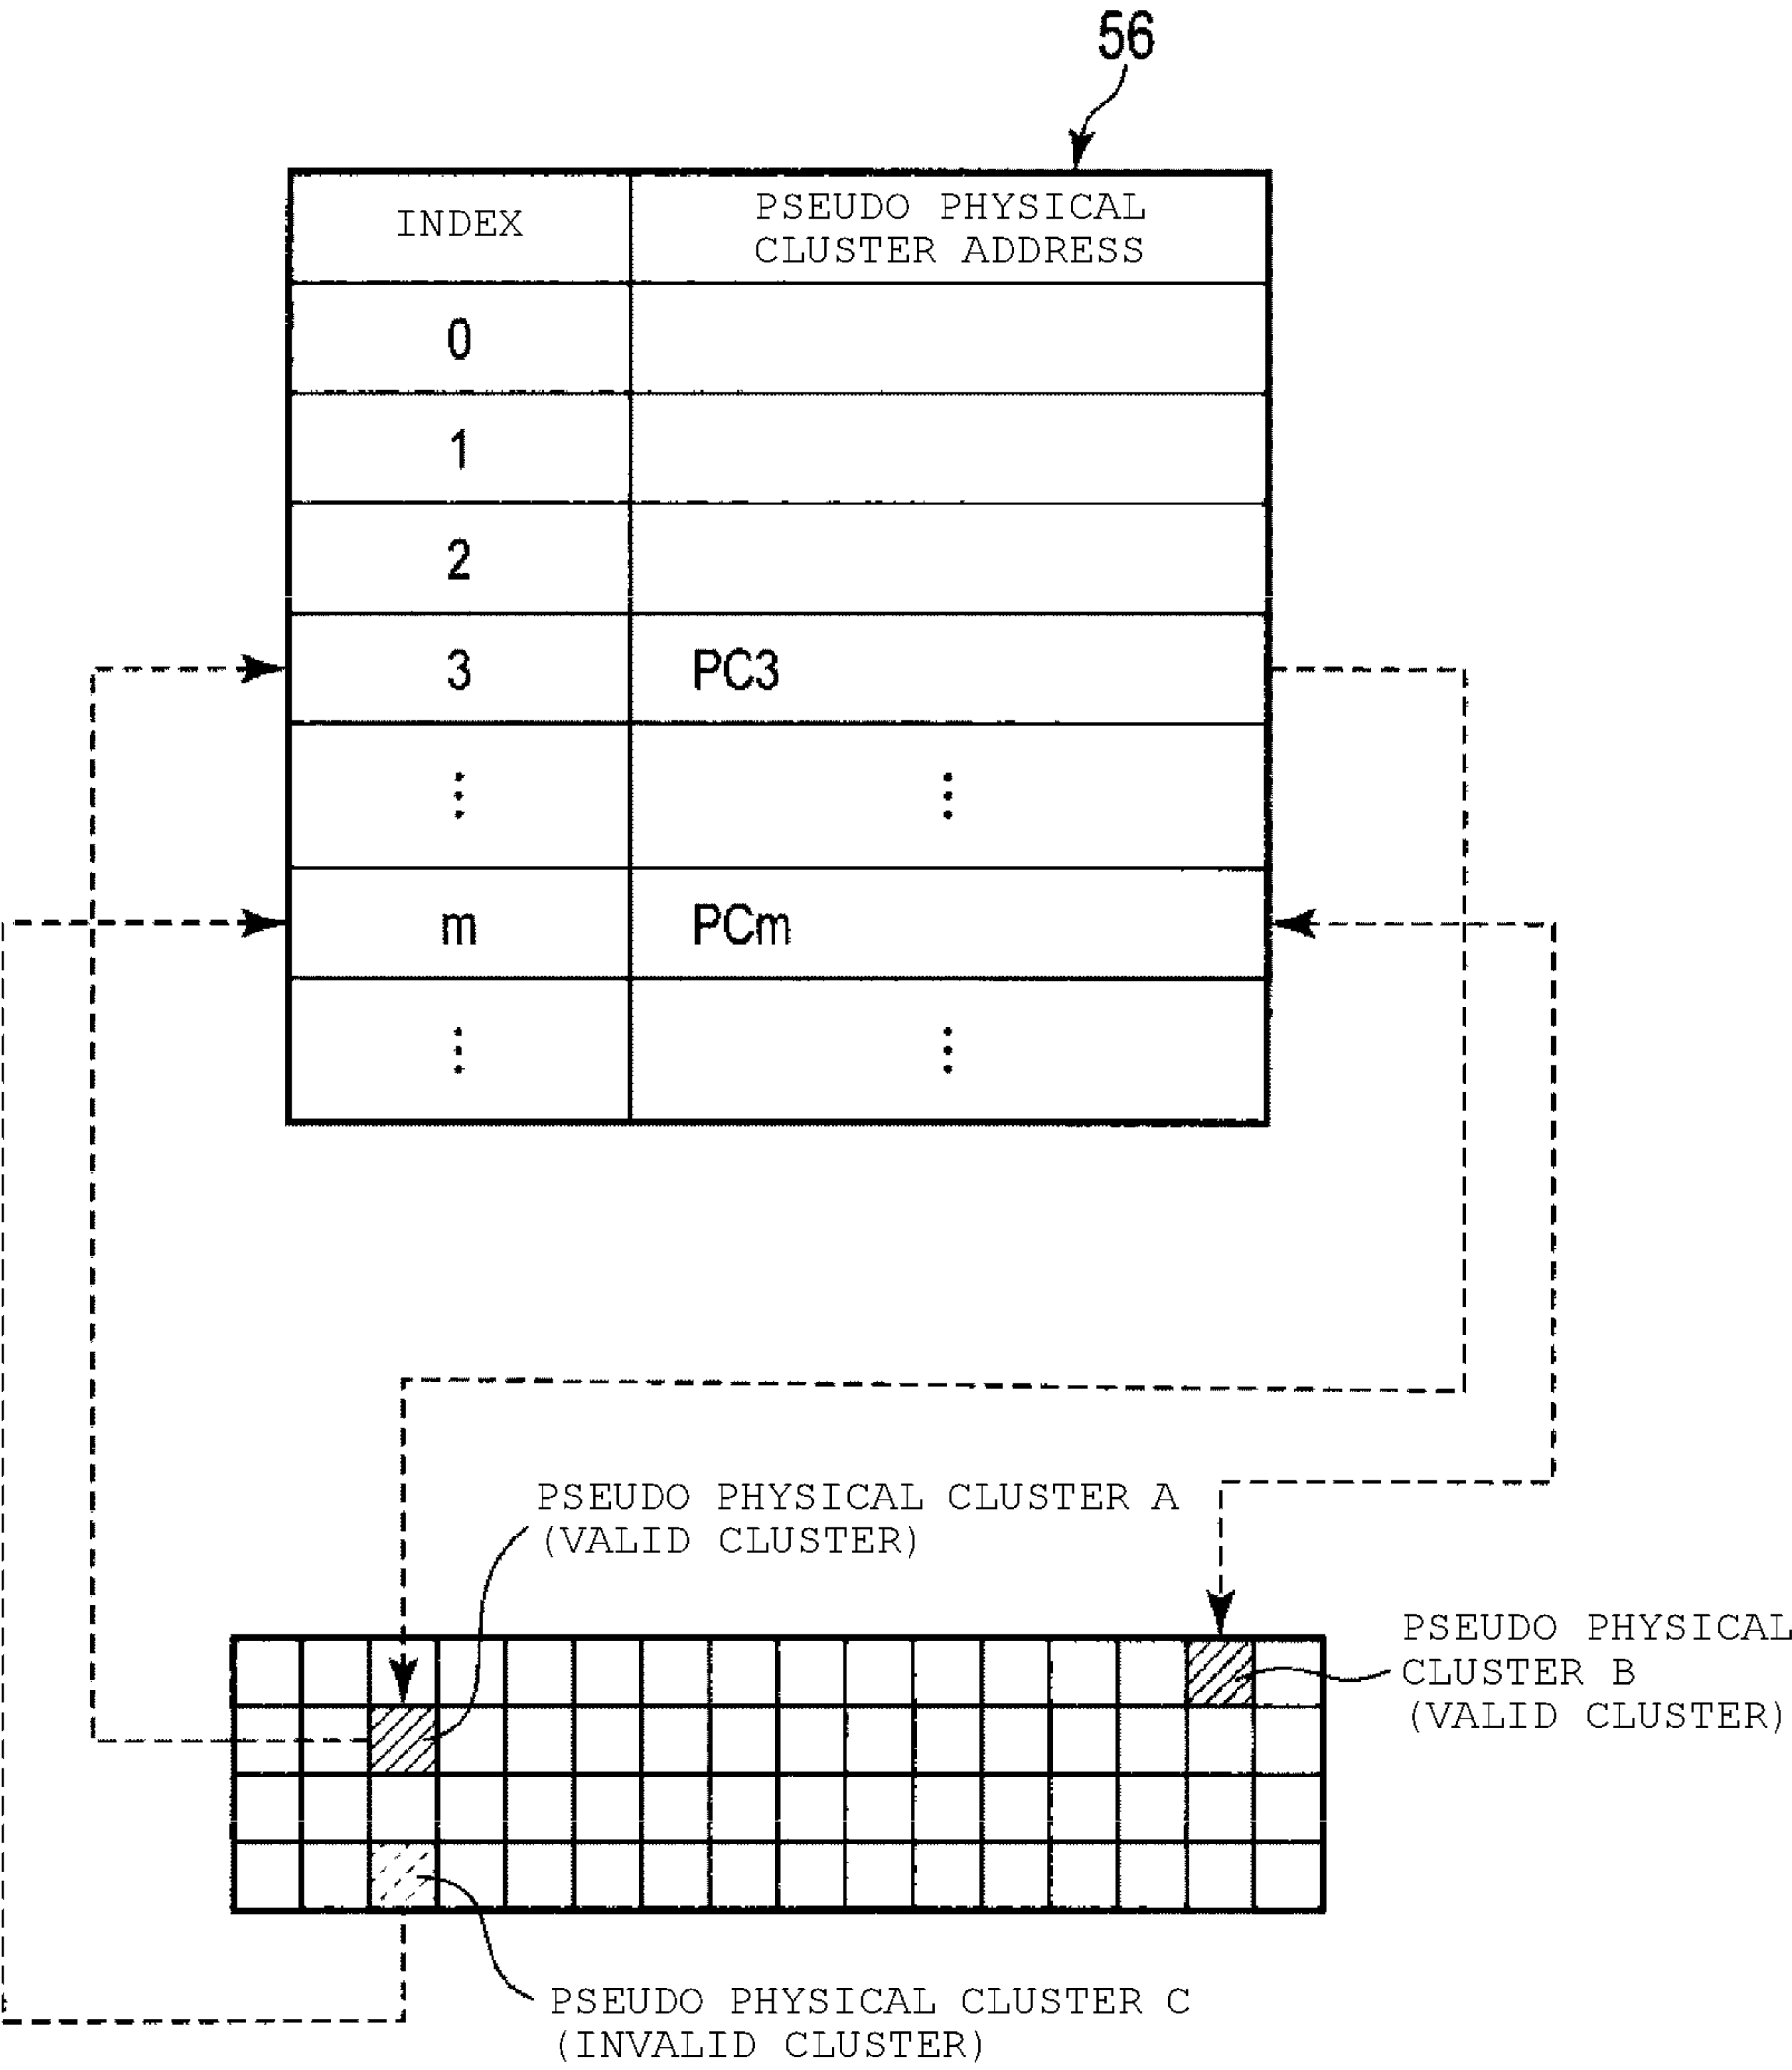 56
INDEX
PSEUDO PHYSICAL
CLUSTER ADDRESS
0
1
2
3 PC3
⋮ ⋮
m PCm
⋮ ⋮
PSEUDO PHYSICAL CLUSTER A
(VALID CLUSTER)
PSEUDO PHYSICAL
CLUSTER B
(VALID CLUSTER)
PSEUDO PHYSICAL CLUSTER C
(INVALID CLUSTER)